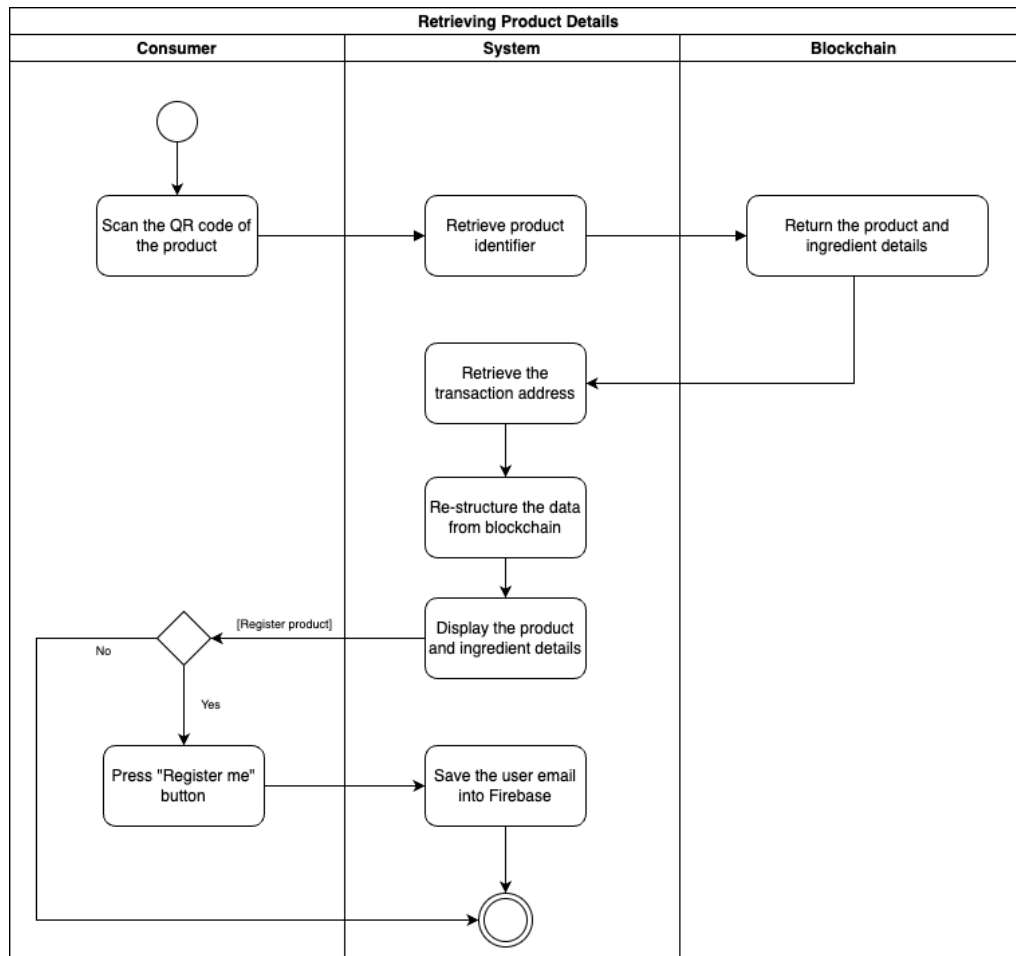 Retrieving Product Details
Consumer
System
Blockchain
Scan the QR code of
the product
Retrieve product
identifier
Return the product and
ingredient details
Retrieve the
transaction address
Re-structure the data
from blockchain
Display the product
and ingredient details
[Register product]
No
Yes
Press "Register me"
button
Save the user email
into Firebase